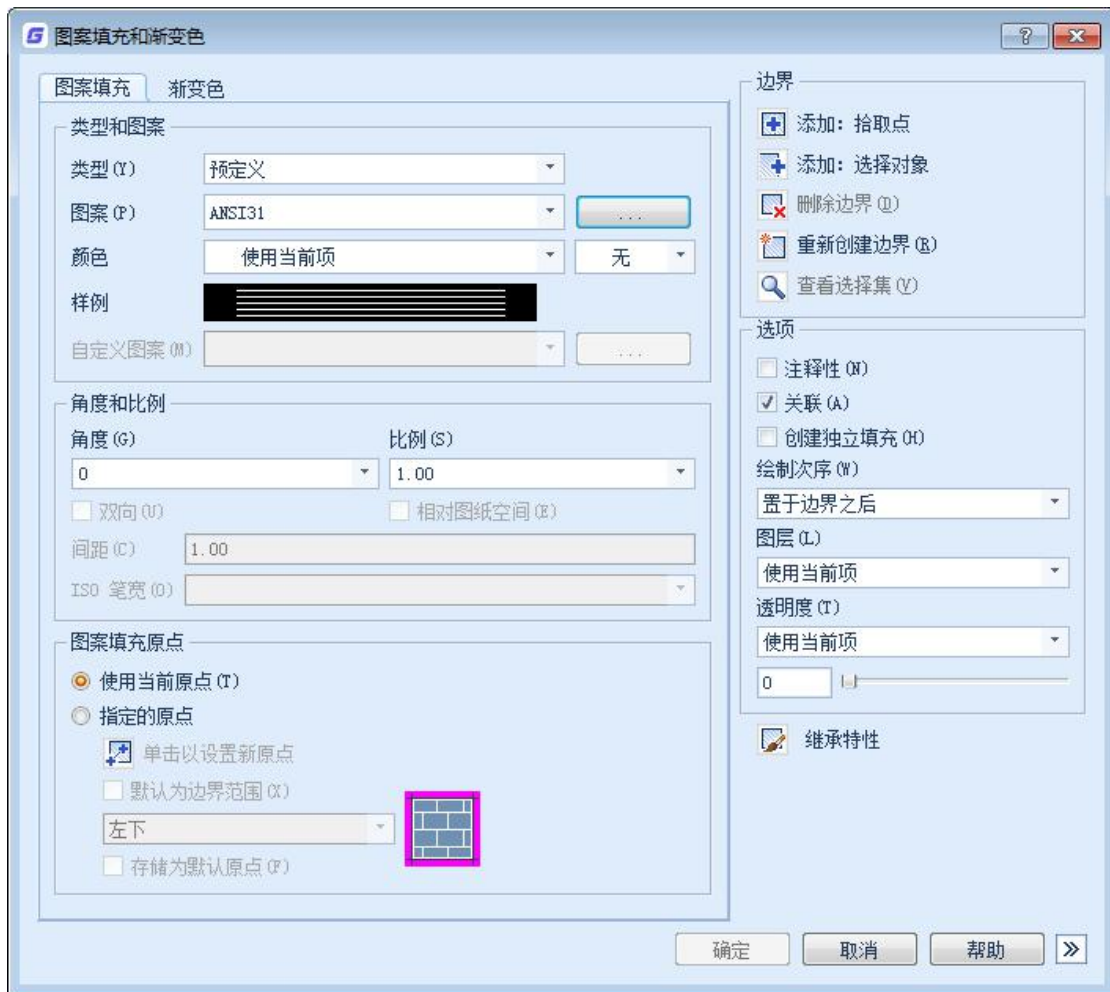 G 图案填充和渐变色
?
图案填充 渐变色
类型和图案
类型(Y) 预定义
图案(P) ANSI31 ...
颜色 使用当前项 无
样例
自定义图案(M) ...
角度和比例
角度(G) 比例(S)
0 1.00
双向(U) 相对图纸空间(E)
间距(C) 1.00
ISO 笔宽(O)
图案填充原点
使用当前原点(T)
指定的原点
单击以设置新原点
默认为边界范围(X)
左下
存储为默认原点(F)
边界
添加: 拾取点
添加: 选择对象
删除边界(D)
重新创建边界(R)
查看选择集(V)
选项
注释性(N)
关联(A)
创建独立填充(H)
绘制次序(W)
置于边界之后
图层(L)
使用当前项
透明度(T)
使用当前项
0
继承特性
确定 取消 帮助